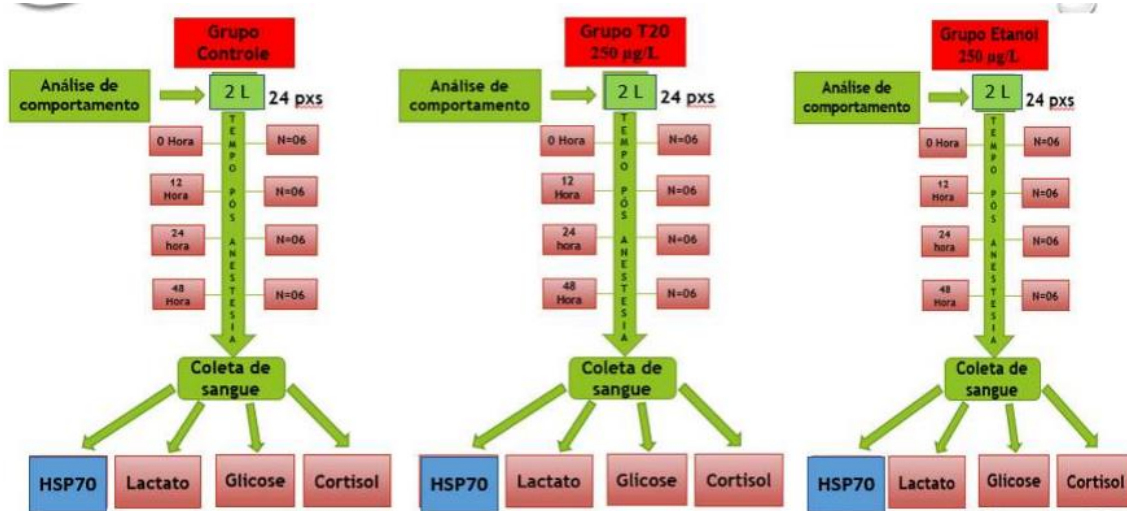 Grupo
Controle
Análise de
comportamento
2 L
24 pxs
0 Hora
N=06
12
Hora
N=06
24
hora
N=06
48
Hora
N=06
TEMPO PÓS ANESTESIA
Coleta de
sangue
HSP70
Lactato
Glicose
Cortisol
Grupo T20
250 µg/L
Análise de
comportamento
2 L
24 pxs
0 Hora
N=06
12
Hora
N=06
24
hora
N=06
48
Hora
N=06
TEMPO PÓS ANESTESIA
Coleta de
sangue
HSP70
Lactato
Glicose
Cortisol
Grupo Etanol
250 µg/L
Análise de
comportamento
2 L
24 pxs
0 Hora
N=06
12
Hora
N=06
24
hora
N=06
48
Hora
N=06
TEMPO PÓS ANESTESIA
Coleta de
sangue
HSP70
Lactato
Glicose
Cortisol